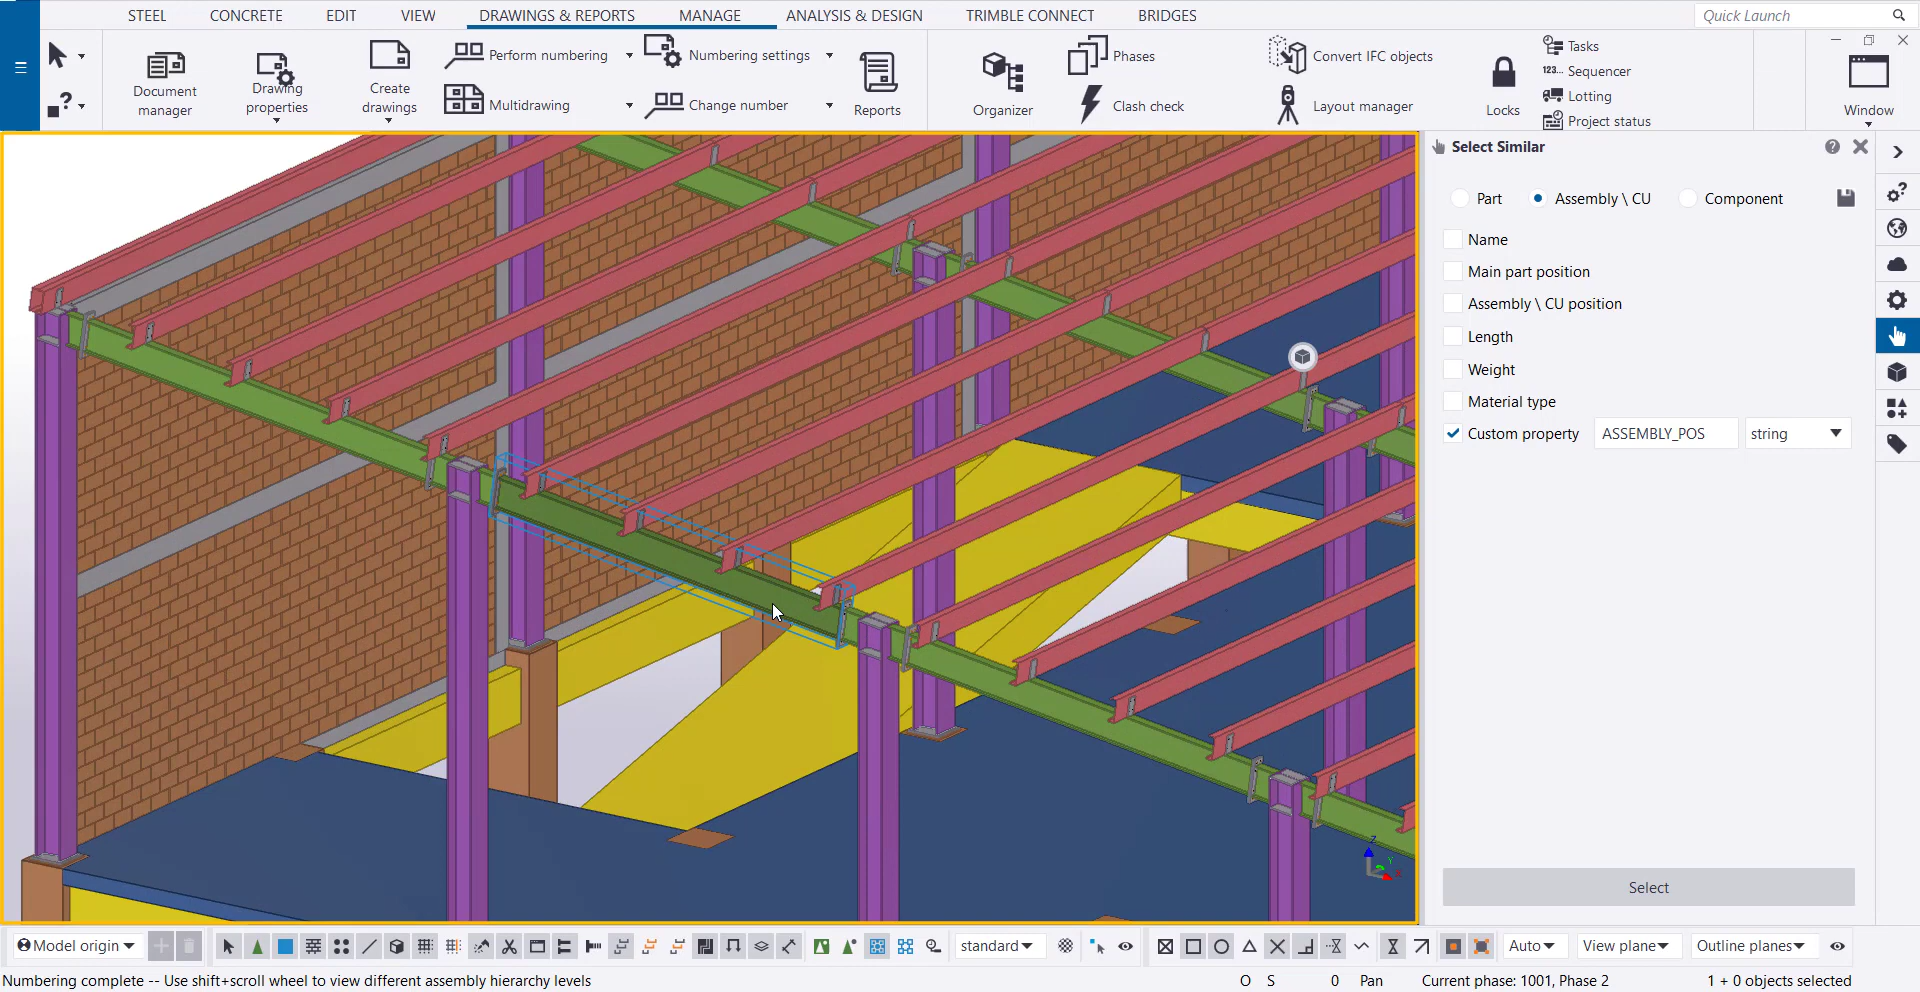 STEEL CONCRETE EDIT VIEW DRAWINGS & REPORTS MANAGE ANALYSIS & DESIGN TRIMBLE CONNECT BRIDGES Quick Launch
Document manager
Drawing properties
Create drawings
Perform numbering
Multidrawing
Numbering settings
Change number
Reports
Organizer
Phases
Clash check
Convert IFC objects
Layout manager
Locks
Tasks
123... Sequencer
Lotting
Project status
Window
Select Similar
Part Assembly \ CU Component
Name
Main part position
Assembly \ CU position
Length
Weight
Material type
Custom property ASSEMBLY_POS string
Select
Z
Y
X
Model origin standard Auto View plane Outline planes
Numbering complete -- Use shift+scroll wheel to view different assembly hierarchy levels O S 0 Pan Current phase: 1001, Phase 2 1 + 0 objects selected